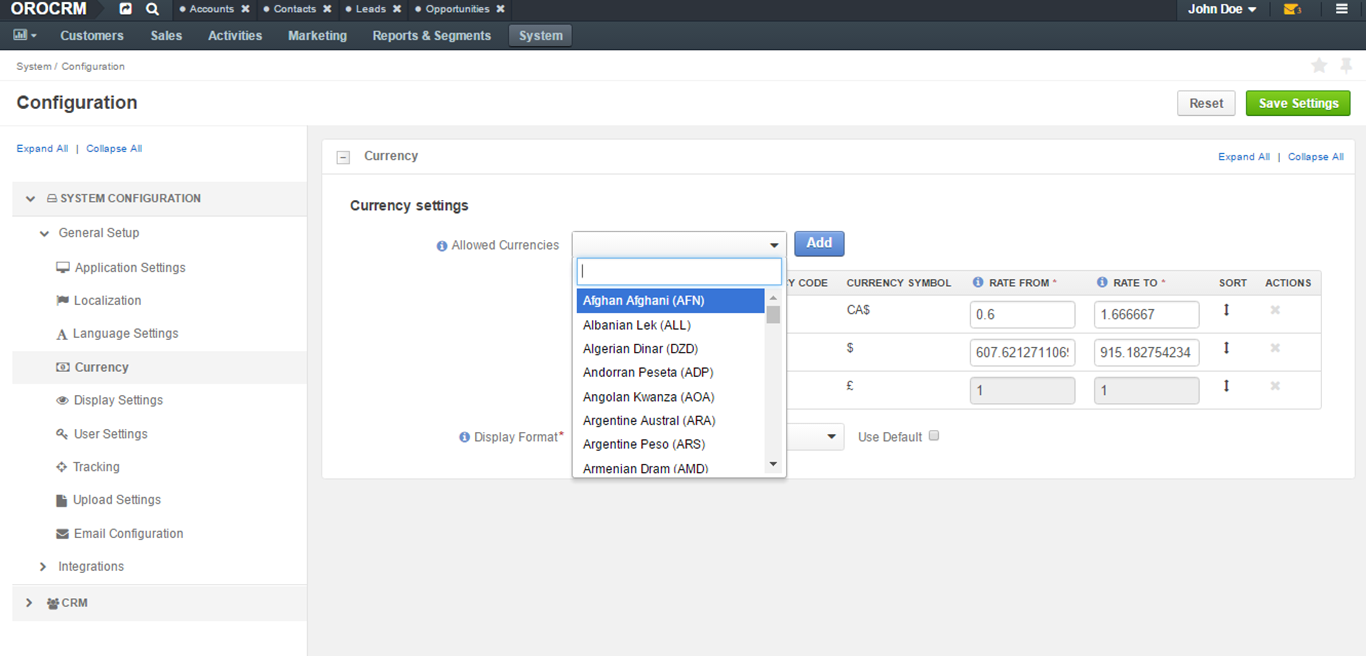 OROCRM Accounts Contacts Leads Opportunities John Doe
Customers Sales Activities Marketing Reports & Segments System
System / Configuration
Configuration Reset Save Settings
Expand All | Collapse All
SYSTEM CONFIGURATION
General Setup
Application Settings
Localization
Language Settings
Currency
Display Settings
User Settings
Tracking
Upload Settings
Email Configuration
Integrations
CRM
Currency Expand All | Collapse All
Currency settings
Allowed Currencies Add
Afghan Afghani (AFN)
Albanian Lek (ALL)
Algerian Dinar (DZD)
Andorran Peseta (ADP)
Angolan Kwanza (AOA)
Argentine Austral (ARA)
Argentine Peso (ARS)
Armenian Dram (AMD)
CY CODE CURRENCY SYMBOL RATE FROM * RATE TO * SORT ACTIONS
CA$ 0.6 1.666667
$ 607.621271106 915.182754234
£ 1 1
Display Format* Use Default